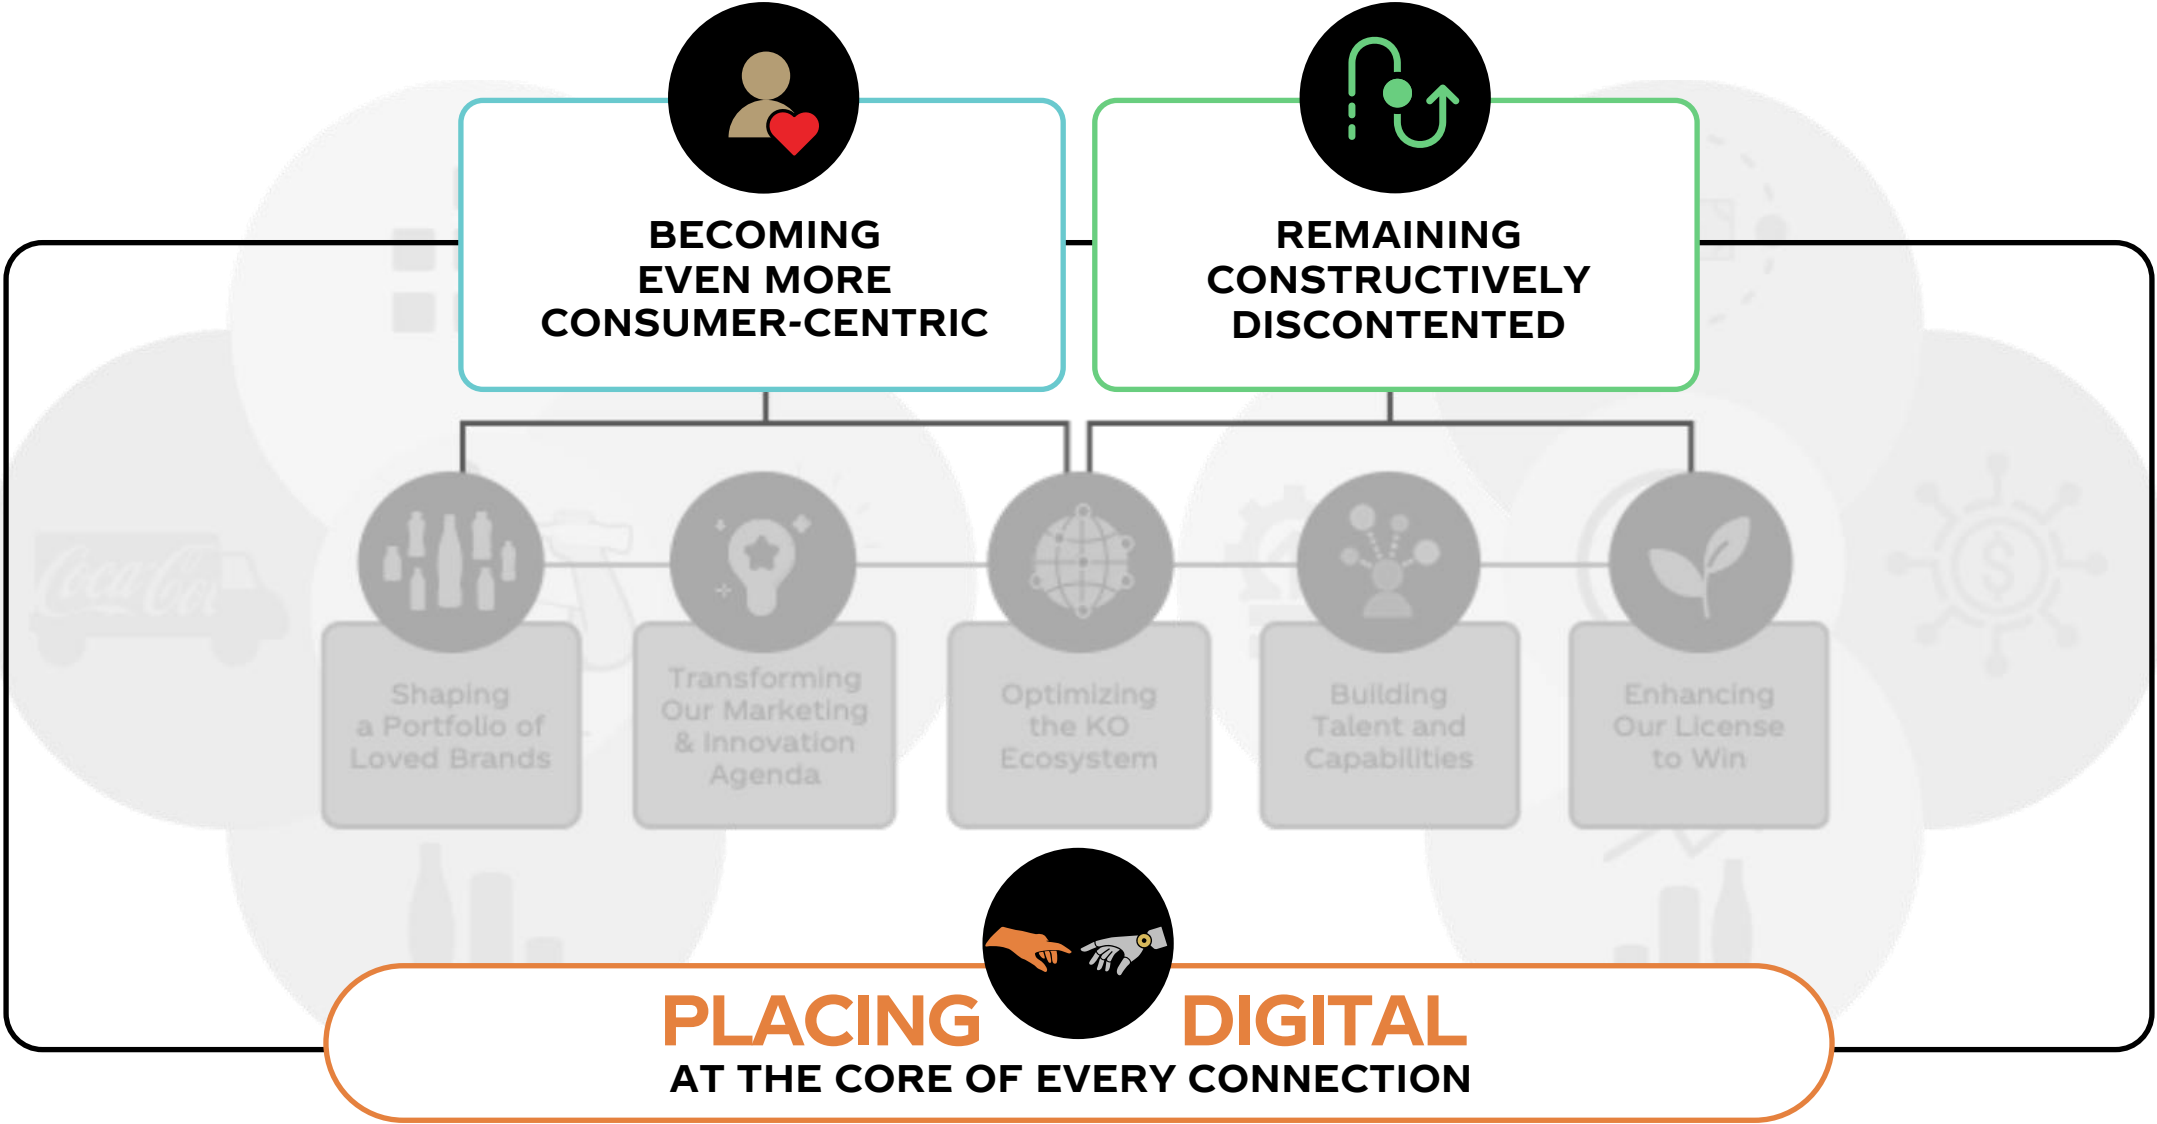 BECOMING
EVEN MORE
CONSUMER-CENTRIC
REMAINING
CONSTRUCTIVELY
DISCONTENTED
Coca-Cola
Shaping
a Portfolio of
Loved Brands
Transforming
Our Marketing
& Innovation
Agenda
Optimizing
the KO
Ecosystem
Building
Talent and
Capabilities
Enhancing
Our License
to Win
$
PLACING DIGITAL
AT THE CORE OF EVERY CONNECTION